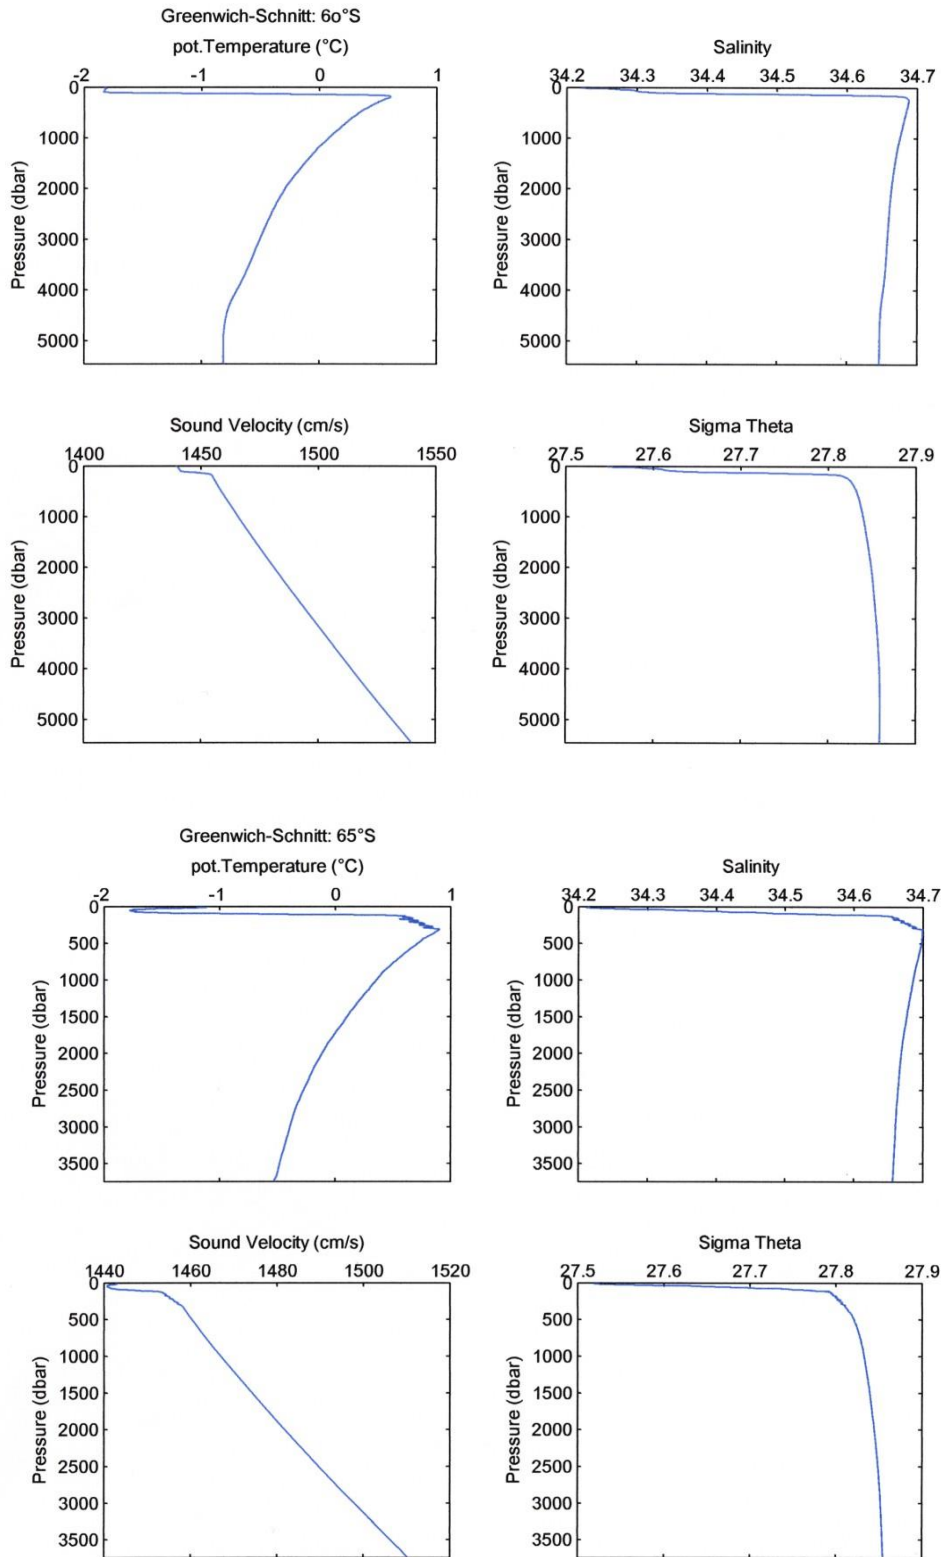 Greenwich-Schnitt: 6o°S
pot.Temperature (°C)
-2 -1 0 1
0
1000
2000
3000
4000
5000
Pressure (dbar)
Salinity
34.2 34.3 34.4 34.5 34.6 34.7
0
1000
2000
3000
4000
5000
Pressure (dbar)
Sound Velocity (cm/s)
1400 1450 1500 1550
0
1000
2000
3000
4000
5000
Pressure (dbar)
Sigma Theta
27.5 27.6 27.7 27.8 27.9
0
1000
2000
3000
4000
5000
Pressure (dbar)
Greenwich-Schnitt: 65°S
pot.Temperature (°C)
-2 -1 0 1
0
500
1000
1500
2000
2500
3000
3500
Pressure (dbar)
Salinity
34.2 34.3 34.4 34.5 34.6 34.7
0
500
1000
1500
2000
2500
3000
3500
Pressure (dbar)
Sound Velocity (cm/s)
1440 1460 1480 1500 1520
0
500
1000
1500
2000
2500
3000
3500
Pressure (dbar)
Sigma Theta
27.5 27.6 27.7 27.8 27.9
0
500
1000
1500
2000
2500
3000
3500
Pressure (dbar)